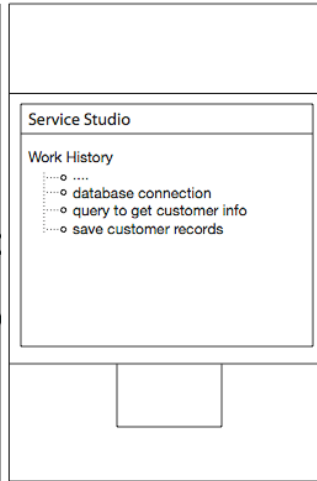 Service Studio
Work History
....
database connection
query to get customer info
save customer records